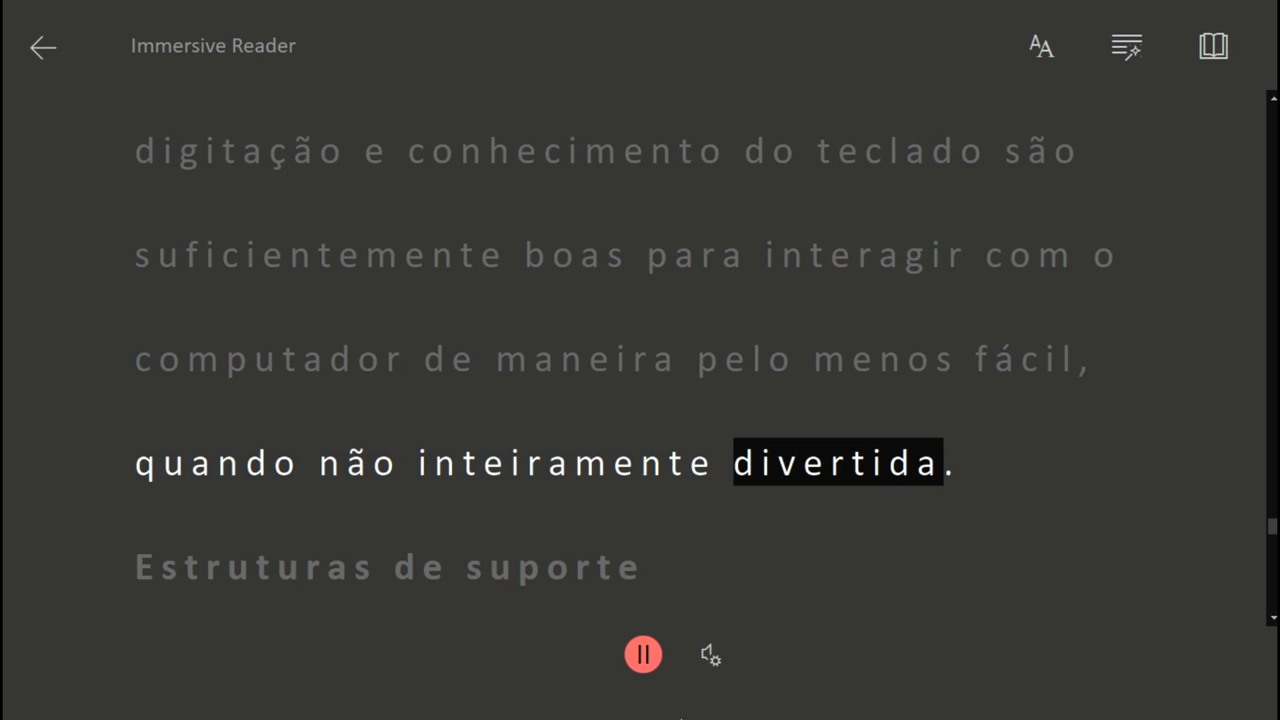 Immersive Reader
digitação e conhecimento do teclado são
suficientemente boas para interagir com o
computador de maneira pelo menos fácil,
quando não inteiramente divertida.
Estruturas de suporte